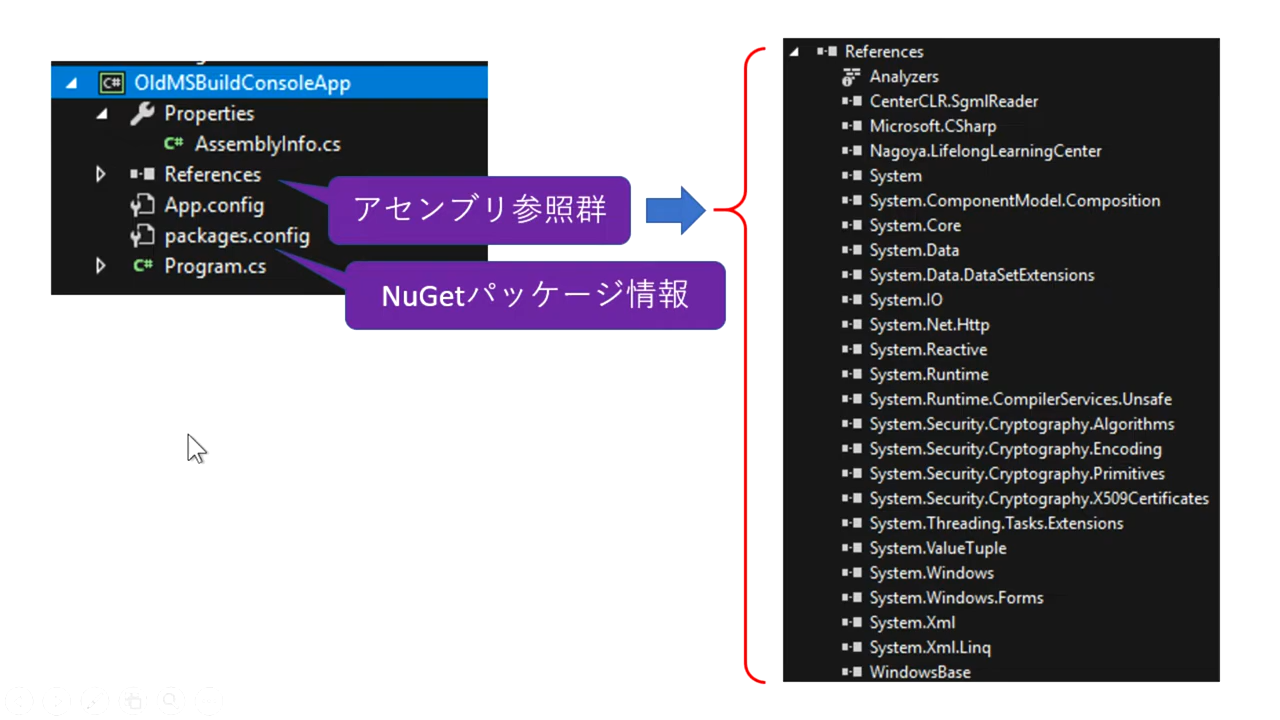 OldMSBuildConsoleApp
Properties
C# AssemblyInfo.cs
References
App.config
packages.config
C# Program.cs
アセンブリ参照群
NuGetパッケージ情報
References
Analyzers
CenterCLR.SgmlReader
Microsoft.CSharp
Nagoya.LifelongLearningCenter
System
System.ComponentModel.Composition
System.Core
System.Data
System.Data.DataSetExtensions
System.IO
System.Net.Http
System.Reactive
System.Runtime
System.Runtime.CompilerServices.Unsafe
System.Security.Cryptography.Algorithms
System.Security.Cryptography.Encoding
System.Security.Cryptography.Primitives
System.Security.Cryptography.X509Certificates
System.Threading.Tasks.Extensions
System.ValueTuple
System.Windows
System.Windows.Forms
System.Xml
System.Xml.Linq
WindowsBase